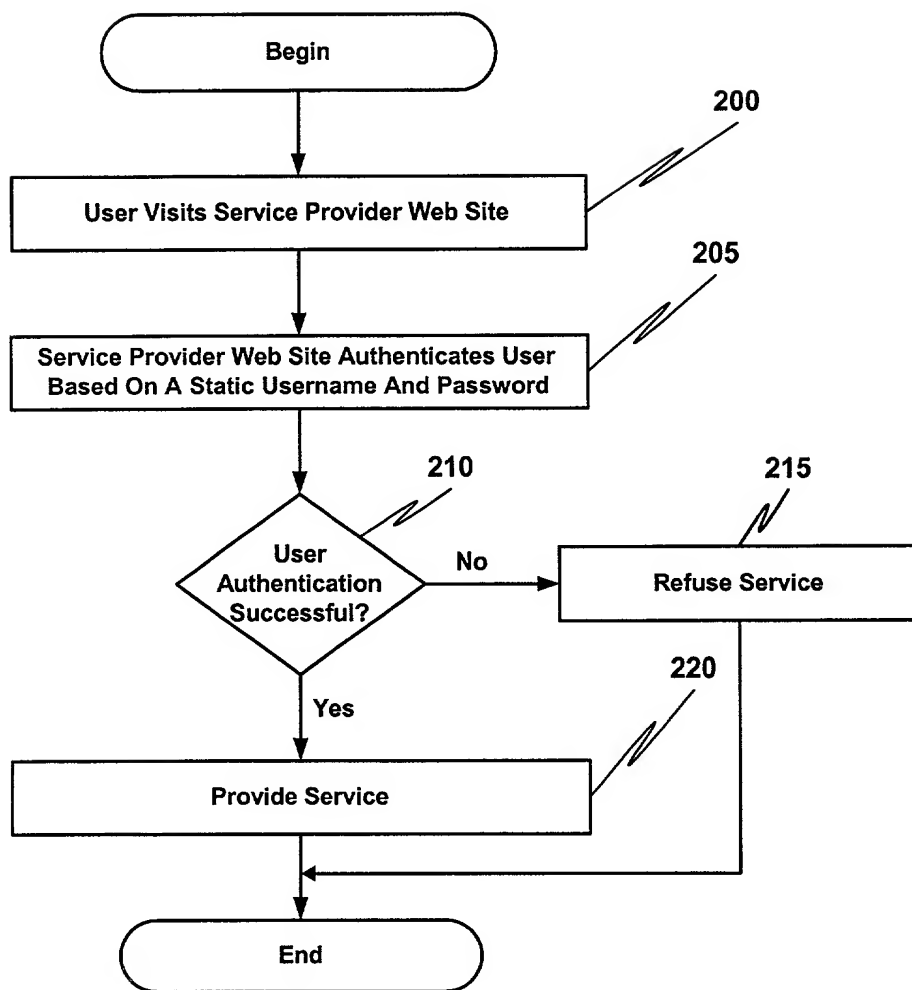 Begin
200
User Visits Service Provider Web Site
205
Service Provider Web Site Authenticates User
Based On A Static Username And Password
210
215
User
Authentication
Successful?
No
Refuse Service
Yes
220
Provide Service
End